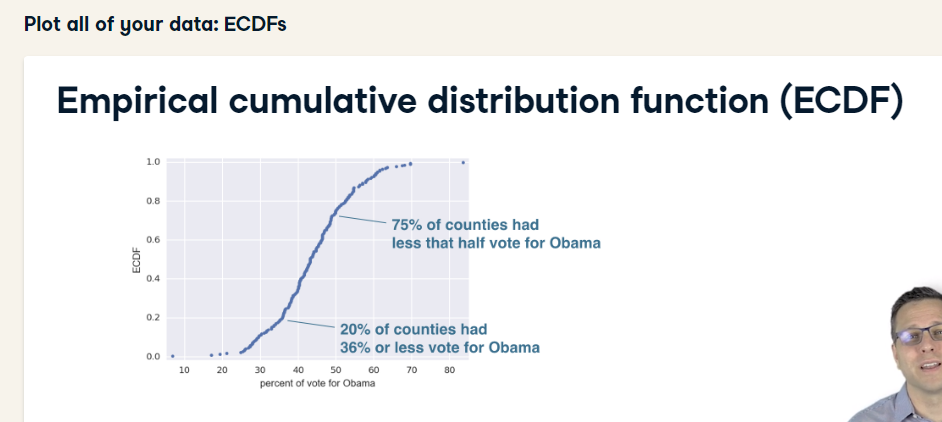 Plot all of your data: ECDFs
Empirical cumulative distribution function (ECDF)
1.0
0.8
0.6
0.4
0.2
0.0
ECDF
75% of counties had
less that half vote for Obama
20% of counties had
36% or less vote for Obama
10 20 30 40 50 60 70 80
percent of vote for Obama